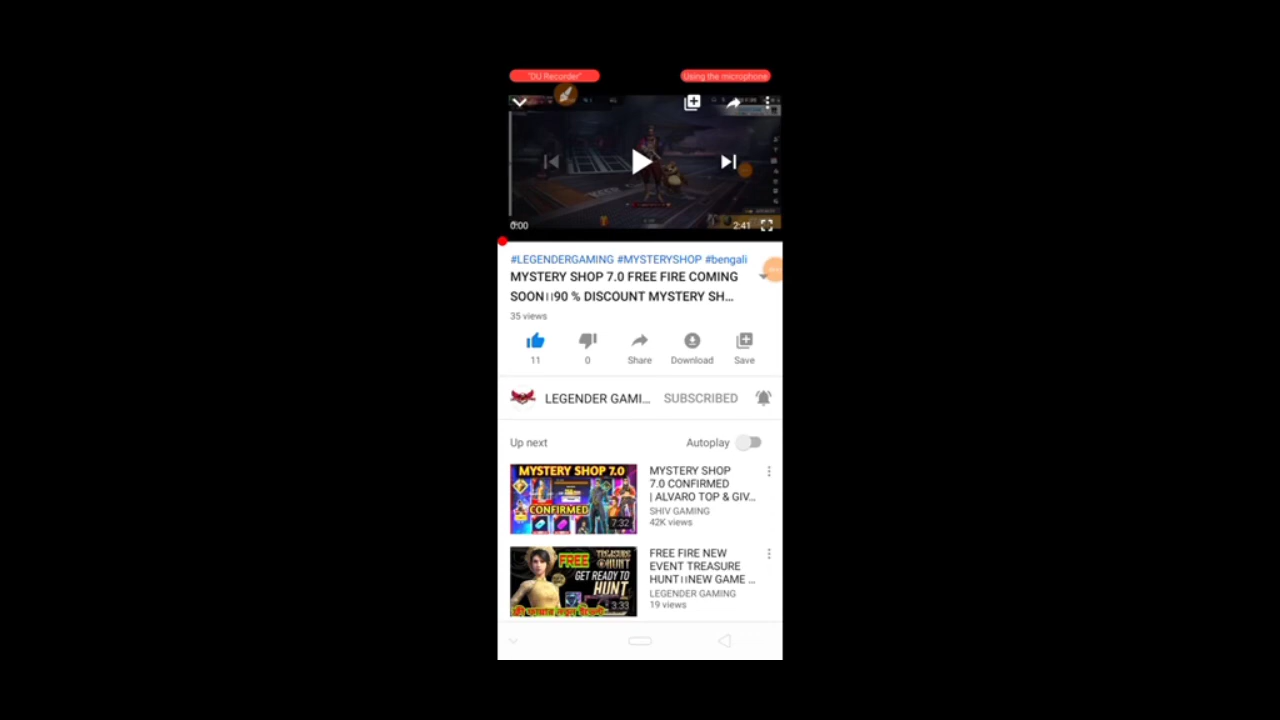 "DU Recorder"
Using the microphone
0:00
2:41
#LEGENDERGAMING #MYSTERYSHOP #bengali
MYSTERY SHOP 7.0 FREE FIRE COMING
SOON।।90 % DISCOUNT MYSTERY SH...
35 views
11
0
Share
Download
Save
LEGENDER GAMI...
SUBSCRIBED
Up next
Autoplay
MYSTERY SHOP 7.0
CONFIRMED
7:32
MYSTERY SHOP
7.0 CONFIRMED
| ALVARO TOP & GIV...
SHIV GAMING
42K views
FREE
TREASURE
HUNT
GET READY TO
HUNT
3:33
FREE FIRE NEW
EVENT TREASURE
HUNT।।NEW GAME ...
LEGENDER GAMING
19 views